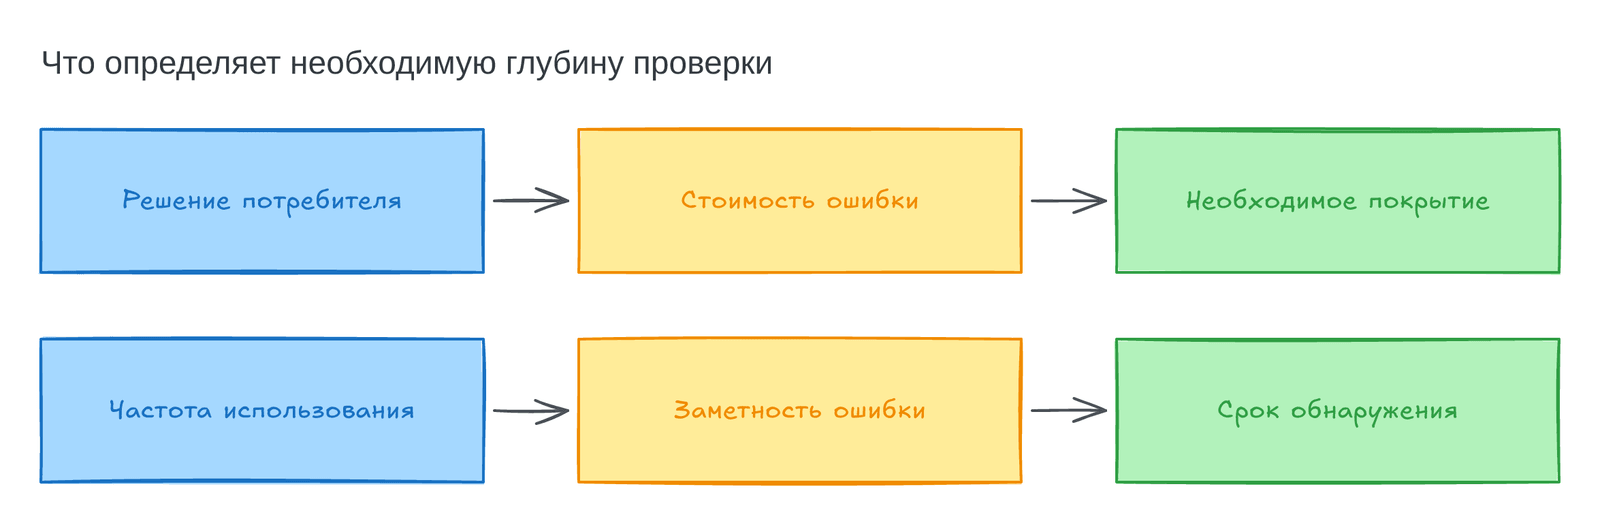 Что определяет необходимую глубину проверки
Решение потребителя
Стоимость ошибки
Необходимое покрытие
Частота использования
Заметность ошибки
Срок обнаружения